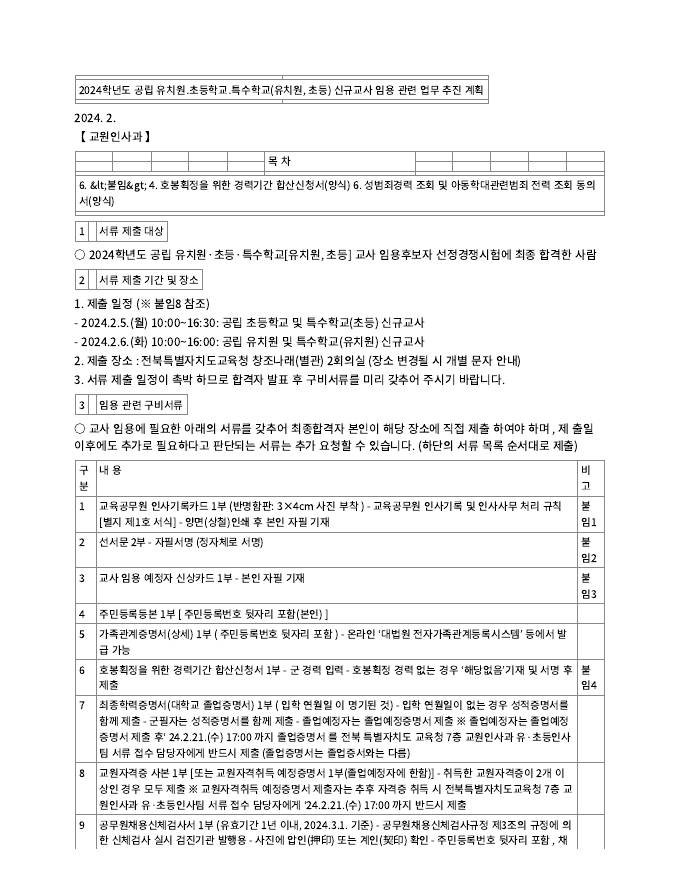 2024학년도 공립 유치원․초등학교․특수학교(유치원, 초등) 신규교사 임용 관련 업무 추진 계획
2024. 2.
【 교원인사과 】
목 차
6. &lt;붙임&gt; 4. 호봉획정을 위한 경력기간 합산신청서(양식) 6. 성범죄경력 조회 및 아동학대관련범죄 전력 조회 동의
서(양식)
1 서류 제출 대상
○ 2024학년도 공립 유치원·초등·특수학교[유치원, 초등] 교사 임용후보자 선정경쟁시험에 최종 합격한 사람
2 서류 제출 기간 및 장소
1. 제출 일정 (※ 붙임8 참조)
- 2024.2.5.(월) 10:00~16:30: 공립 초등학교 및 특수학교(초등) 신규교사
- 2024.2.6.(화) 10:00~16:00: 공립 유치원 및 특수학교(유치원) 신규교사
2. 제출 장소 : 전북특별자치도교육청 창조나래(별관) 2회의실 (장소 변경될 시 개별 문자 안내)
3. 서류 제출 일정이 촉박 하므로 합격자 발표 후 구비서류를 미리 갖추어 주시기 바랍니다.
3 임용 관련 구비서류
○ 교사 임용에 필요한 아래의 서류를 갖추어 최종합격자 본인이 해당 장소에 직접 제출 하여야 하며 , 제 출일
이후에도 추가로 필요하다고 판단되는 서류는 추가 요청할 수 있습니다. (하단의 서류 목록 순서대로 제출)
구분 내 용 비고
1 교육공무원 인사기록카드 1부 (반명함판: 3×4cm 사진 부착 ) - 교육공무원 인사기록 및 인사사무 처리 규칙 붙
[별지 제1호 서식] - 양면(상철)인쇄 후 본인 자필 기재 임1
2 선서문 2부 - 자필서명 (정자체로 서명) 붙
임2
3 교사 임용 예정자 신상카드 1부 - 본인 자필 기재 붙
임3
4 주민등록등본 1부 [ 주민등록번호 뒷자리 포함(본인) ]
5 가족관계증명서(상세) 1부 ( 주민등록번호 뒷자리 포함 ) - 온라인 ‘대법원 전자가족관계등록시스템’ 등에서 발
급 가능
6 호봉획정을 위한 경력기간 합산신청서 1부 - 군 경력 입력 - 호봉획정 경력 없는 경우 ‘해당없음’기재 및 서명 후 붙
제출 임4
7 최종학력증명서(대학교 졸업증명서) 1부 ( 입학 연월일 이 명기된 것) - 입학 연월일이 없는 경우 성적증명서를
함께 제출 - 군필자는 성적증명서를 함께 제출 - 졸업예정자는 졸업예정증명서 제출 ※ 졸업예정자는 졸업예정
증명서 제출 후‘ 24.2.21.(수) 17:00 까지 졸업증명서 를 전북 특별자치도 교육청 7층 교원인사과 유·초등인사
팀 서류 접수 담당자에게 반드시 제출 (졸업증명서는 졸업증서와는 다름)
8 교원자격증 사본 1부 [또는 교원자격취득 예정증명서 1부(졸업예정자에 한함)] - 취득한 교원자격증이 2개 이
상인 경우 모두 제출 ※ 교원자격취득 예정증명서 제출자는 추후 자격증 취득 시 전북특별자치도교육청 7층 교
원인사과 유·초등인사팀 서류 접수 담당자에게 ‘24.2.21.(수) 17:00 까지 반드시 제출
9 공무원채용신체검사서 1부 (유효기간 1년 이내, 2024.3.1. 기준) - 공무원채용신체검사규정 제3조의 규정에 의
한 신체검사 실시 검진기관 발행용 - 사진에 압인(押印) 또는 계인(契印) 확인 - 주민등록번호 뒷자리 포함 , 채